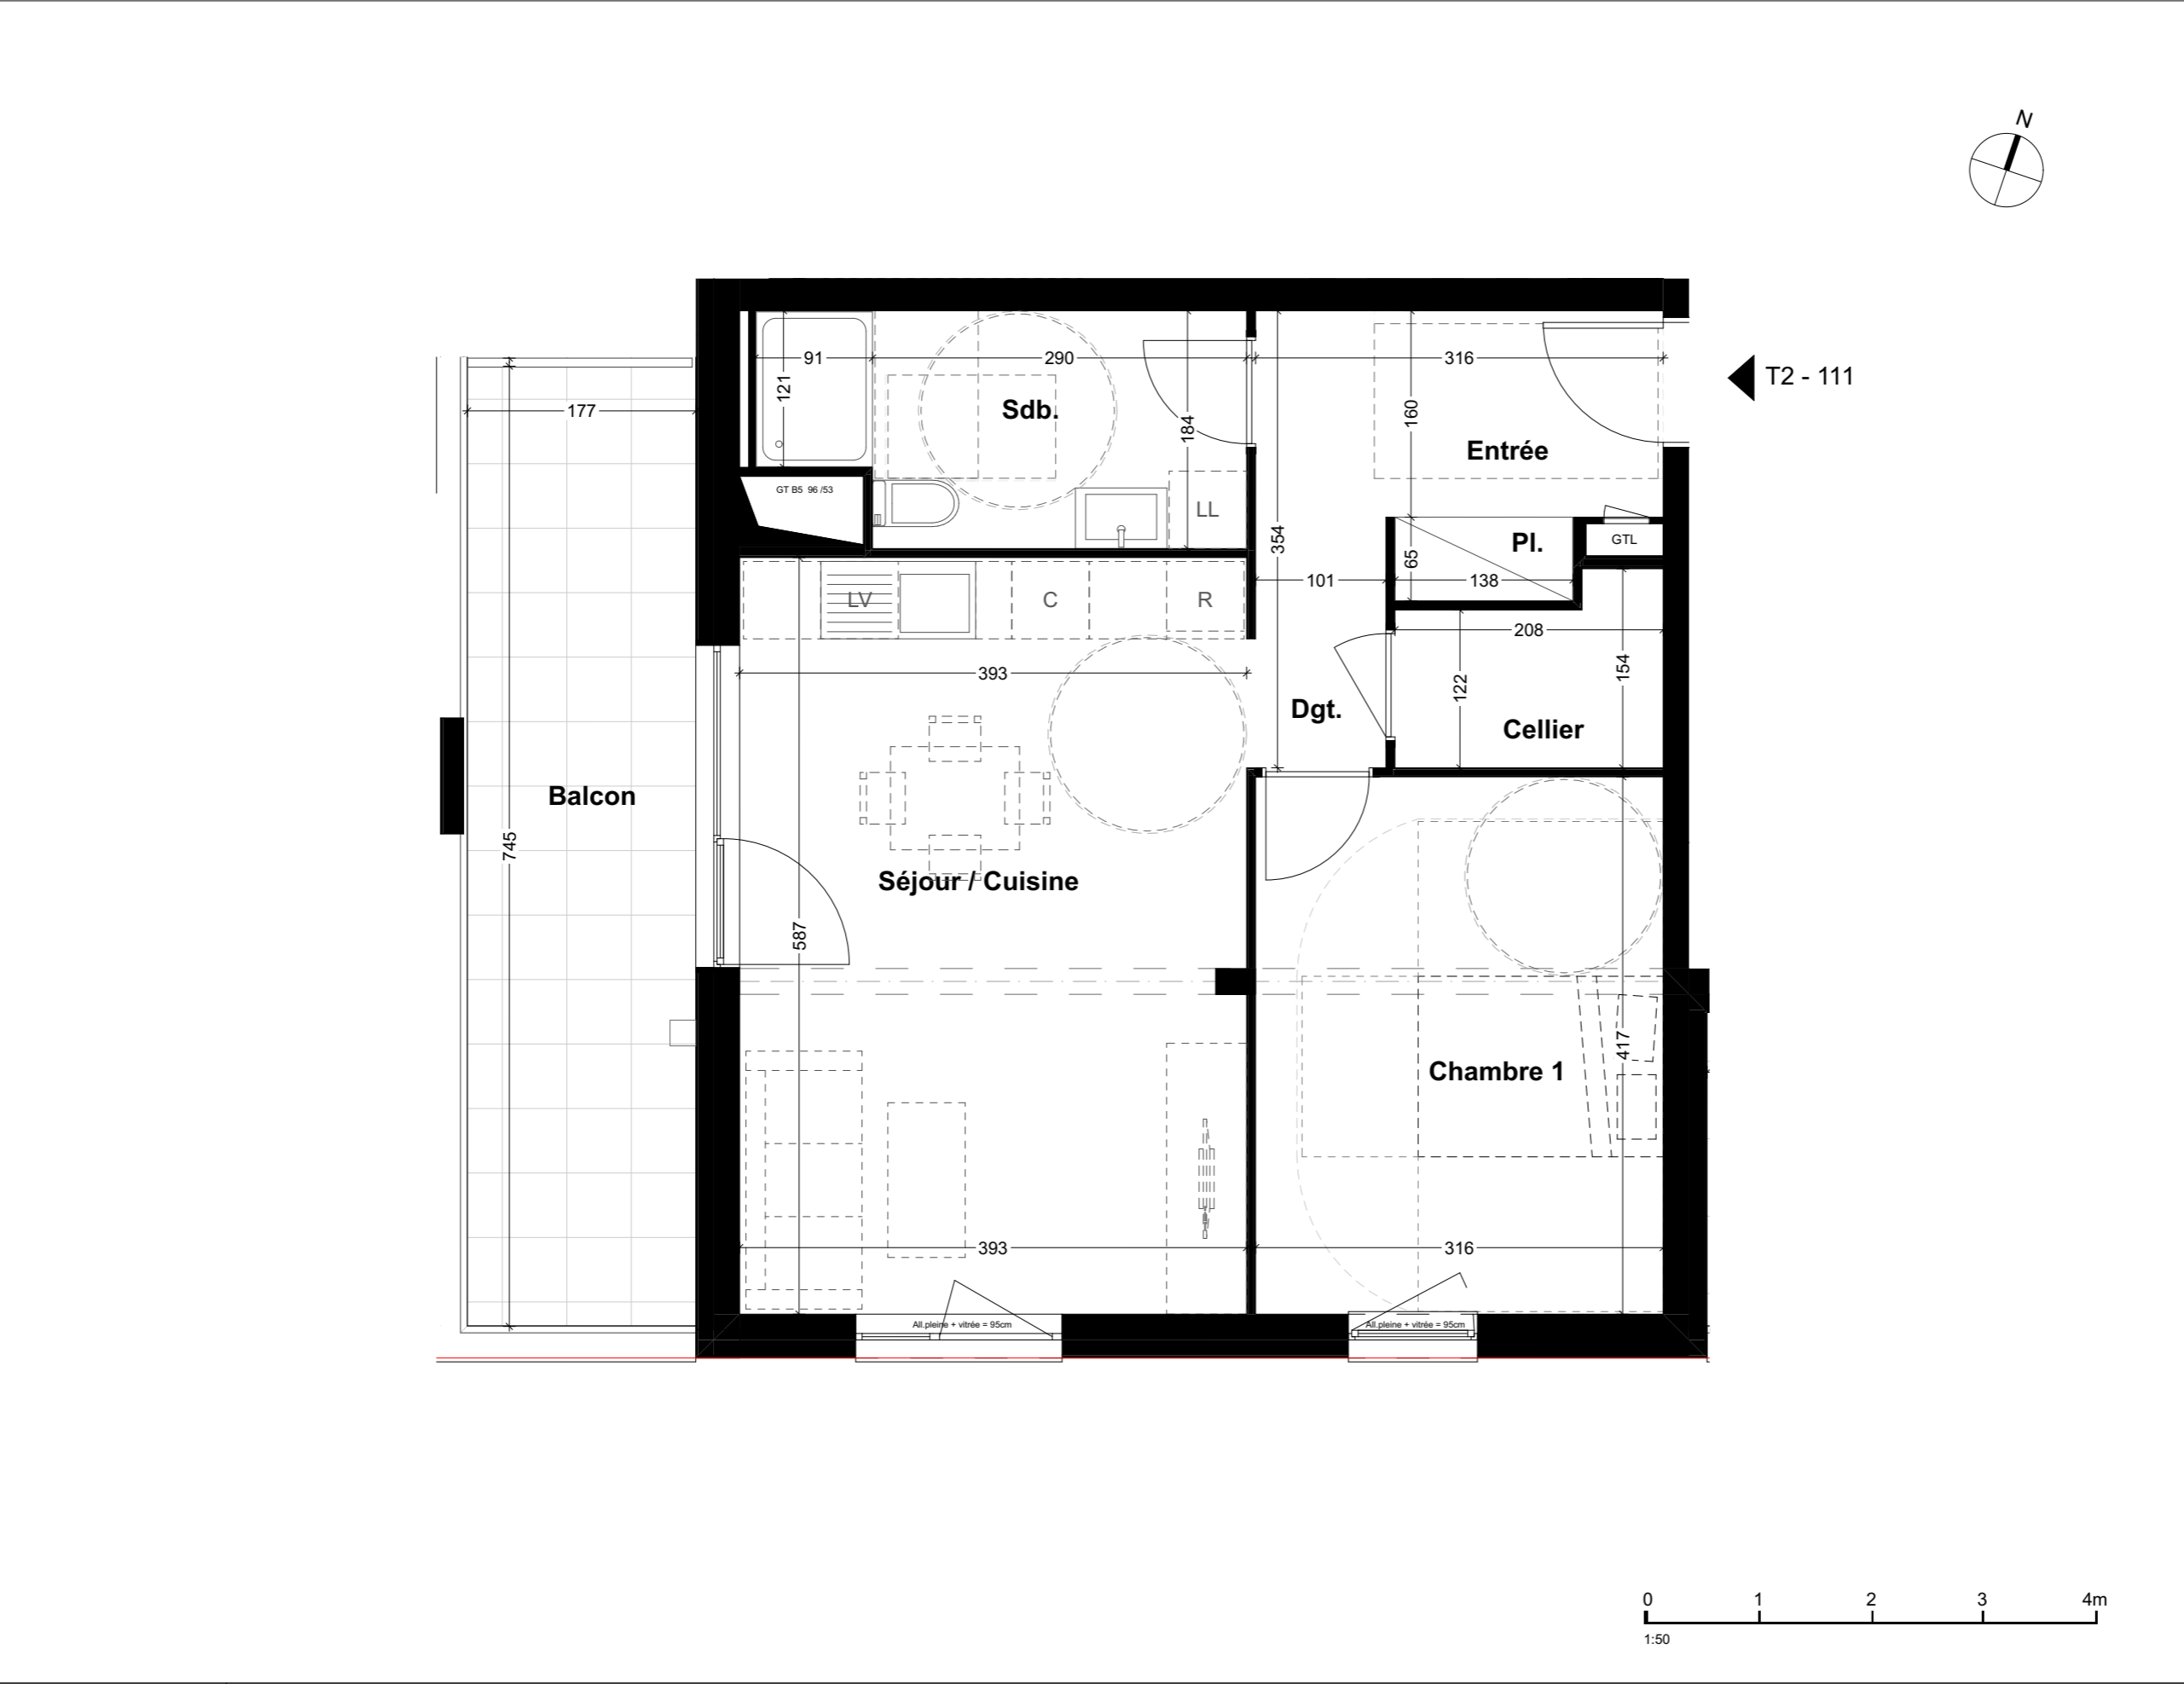 N
91
290
316
T2 - 111
121
177
Sdb.
184
160
Entrée
GT B5 96 /53
LL
354
Pl.
GTL
65
101
138
LV
C
R
208
154
393
122
Dgt.
Cellier
Balcon
745
Séjour / Cuisine
587
417
Chambre 1
393
316
All.pleine + vitrée = 95cm
All.pleine + vitrée = 95cm
0 1 2 3 4m
1:50